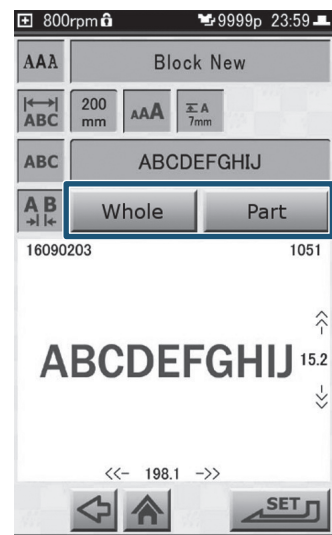 800rpm 9999p 23:59
AAA Block New
ABC 200 mm AAA A 7mm
ABC ABCDEFGHIJ
AB Whole Part
16090203 1051
ABCDEFGHIJ 15.2
<<- 198.1 ->>
SET